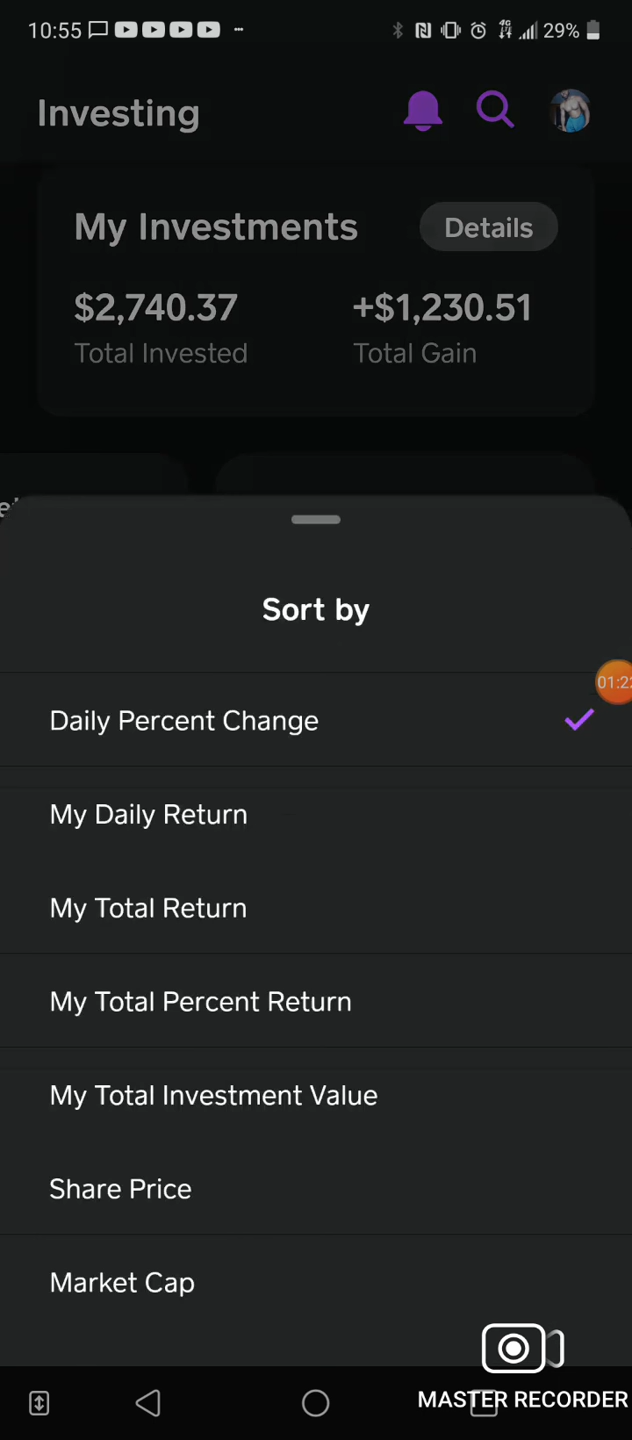 10:55 4G 29%
Investing
My Investments Details
$2,740.37 +$1,230.51
Total Invested Total Gain
Sort by
01:22
Daily Percent Change
My Daily Return
My Total Return
My Total Percent Return
My Total Investment Value
Share Price
Market Cap
MASTER RECORDER